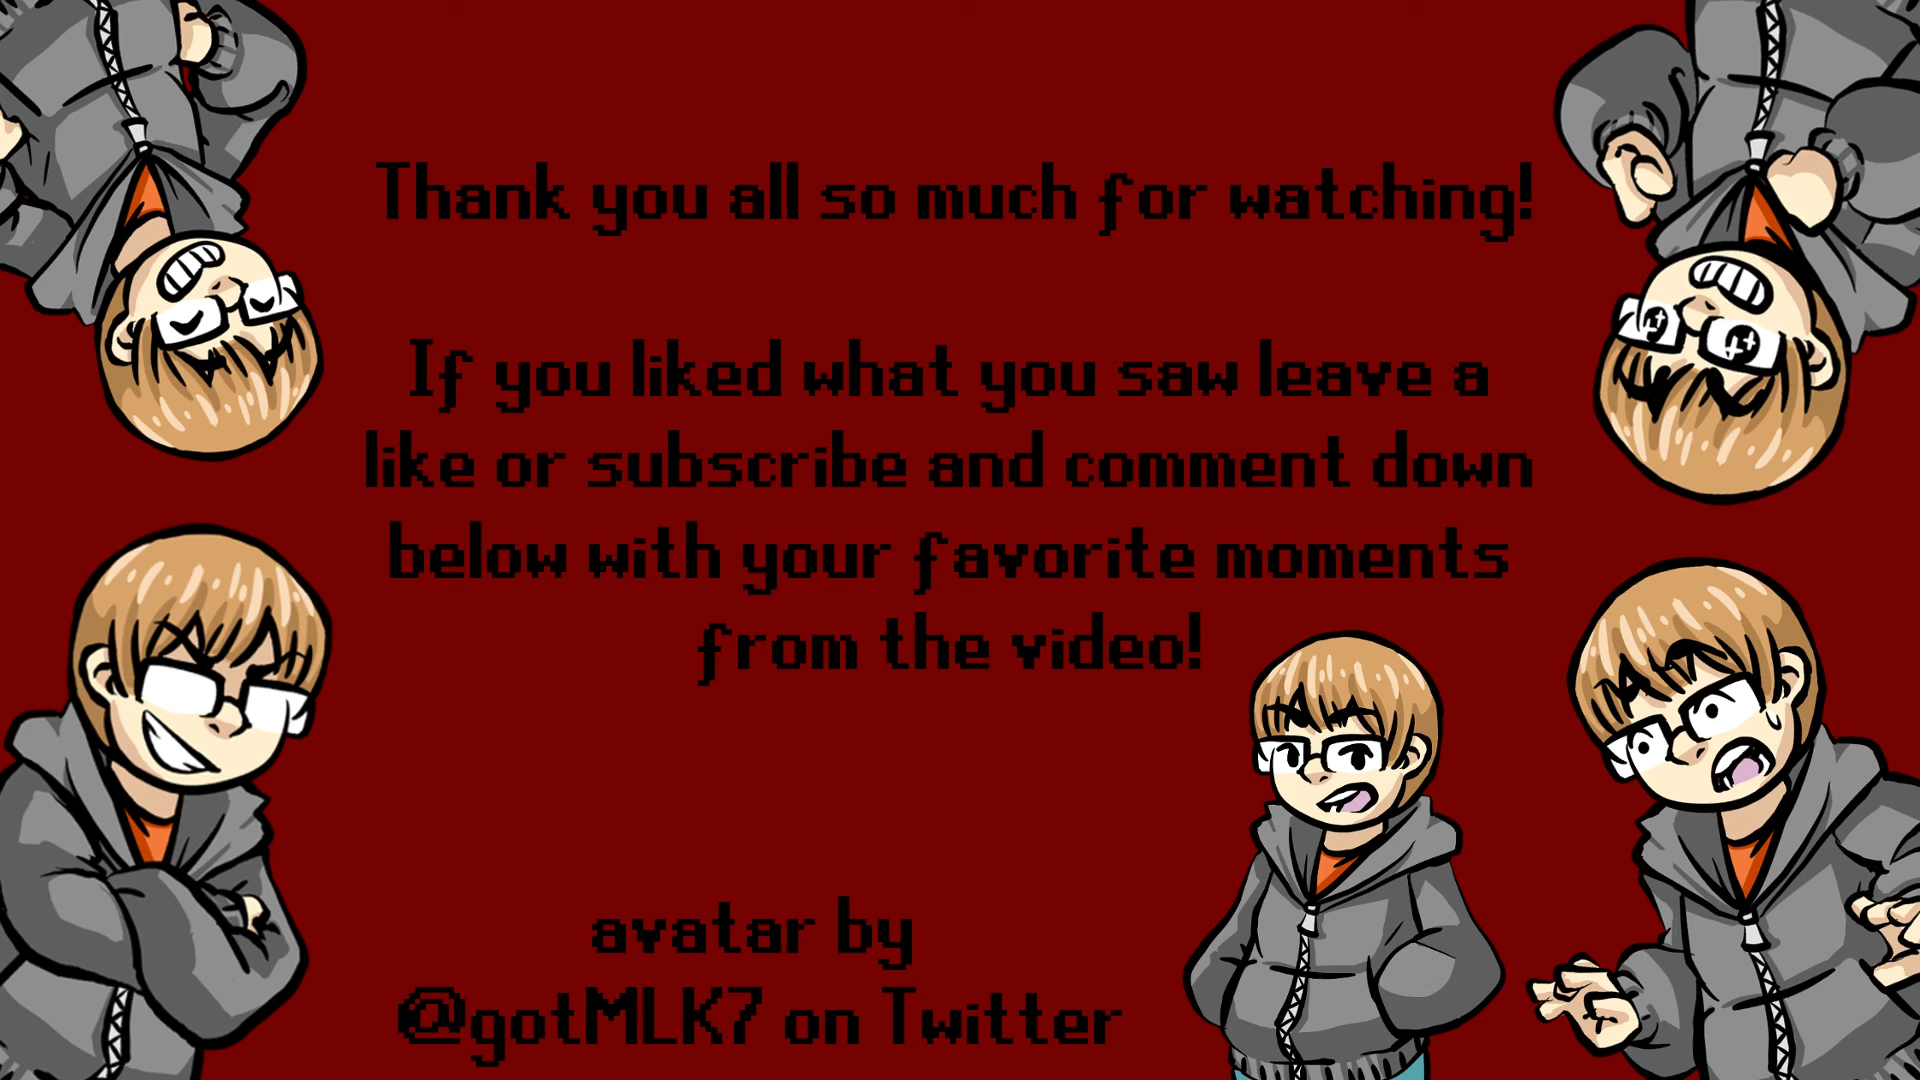 Thank you all so much for watching!
If you liked what you saw leave a
like or subscribe and comment down
below with your favorite moments
from the video!
avatar by
@gotMLK7 on Twitter